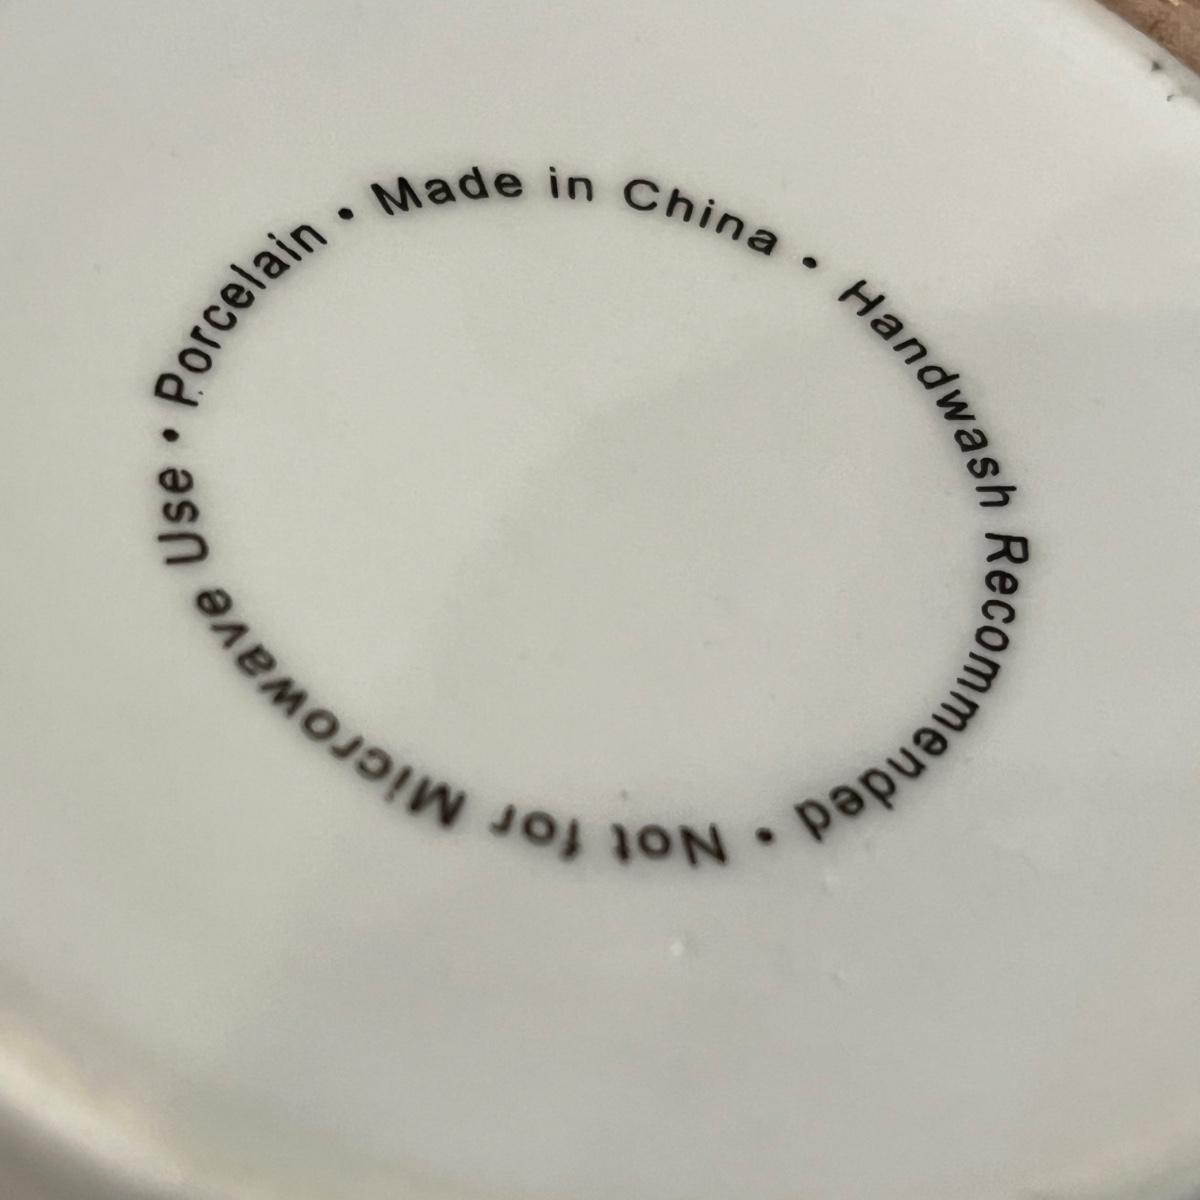 Porcelain • Made in China • Handwash Recommended • Not for Microwave Use •